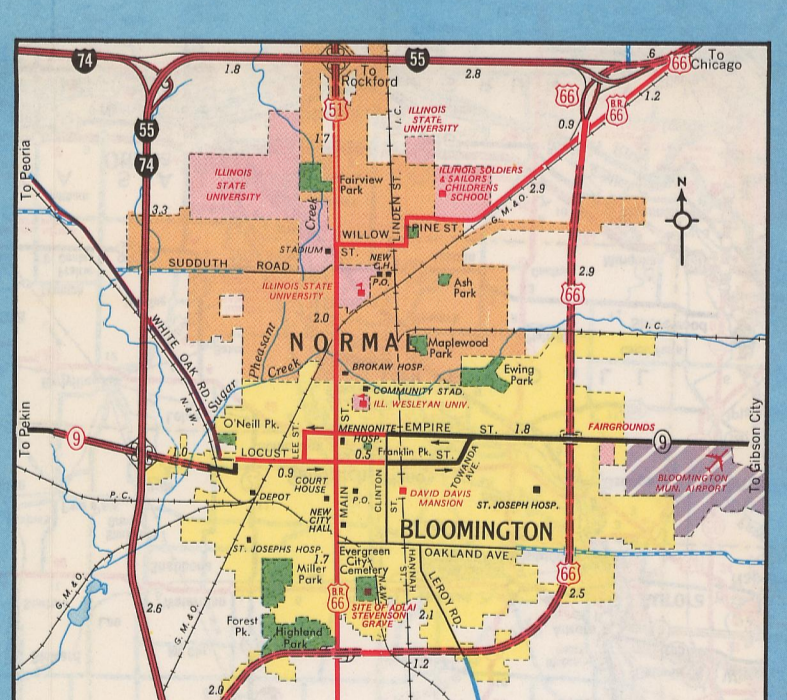 74
1.8
To
Rockford
55
2.8
.6
To
Chicago
66
66
B.R.
66
1.2
0.9
51
I. C.
ILLINOIS
STATE
UNIVERSITY
1.7
55
74
To Peoria
ILLINOIS
STATE
UNIVERSITY
Fairview
Park
ILLINOIS SOLDIERS
& SAILORS
CHILDRENS
SCHOOL
2.9
G. M. & O.
N
3.3
Creek
LINDEN ST.
WILLOW
ST.
PINE ST.
STADIUM
NEW
C.H.
P.O.
SUDDUTH ROAD
ILLINOIS STATE
UNIVERSITY
Ash
Park
2.9
66
2.0
WHITE OAK RD.
Pheasant
Creek
NORMAL
Maplewood
Park
I. C.
BROKAW HOSP.
Ewing
Park
Sugar
N. & W.
COMMUNITY STAD.
ILL. WESLEYAN UNIV.
To Pekin
9
1.0
O'Neill Pk.
LEE ST.
ST.
MENNONITE
HOSP.
EMPIRE ST.
1.8
FAIRGROUNDS
9
To Gibson City
LOCUST
0.5
Franklin Pk.
ST.
TOWANDA
AVE.
0.9
BLOOMINGTON
MUN. AIRPORT
P. C.
DEPOT
COURT
HOUSE
MAIN
P.O.
CLINTON
ST.
DAVID DAVIS
MANSION
ST. JOSEPH HOSP.
NEW
CITY
HALL
BLOOMINGTON
ST. JOSEPHS HOSP.
1.7
Evergreen
City
Cemetery
OAKLAND AVE.
HANNAH
ST.
LEROY RD.
Miller
Park
N. & W.
66
2.5
G. M. & O.
G. M. & O.
2.6
B.R.
66
SITE OF ADLAI
STEVENSON
GRAVE
2.1
Forest
Pk.
Highland
Park
1.2
2.0